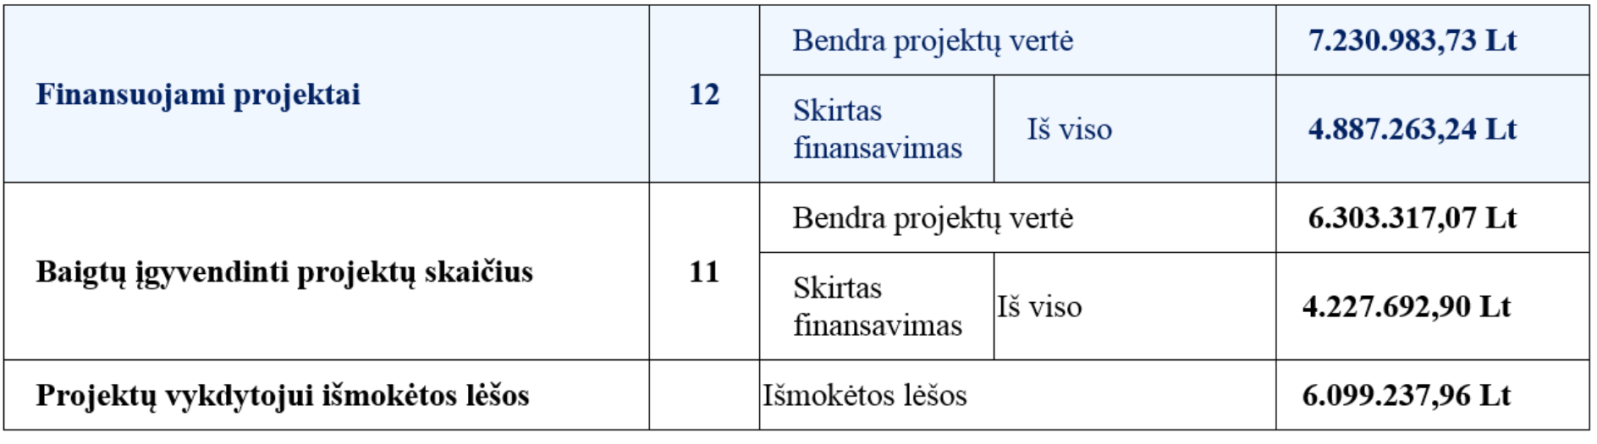 Finansuojami projektai
12
Bendra projektų vertė
7.230.983,73 Lt
Skirtas
finansavimas
Iš viso
4.887.263,24 Lt
Baigtų įgyvendinti projektų skaičius
11
Bendra projektų vertė
6.303.317,07 Lt
Skirtas
finansavimas
Iš viso
4.227.692,90 Lt
Projektų vykdytojui išmokėtos lėšos
Išmokėtos lėšos
6.099.237,96 Lt